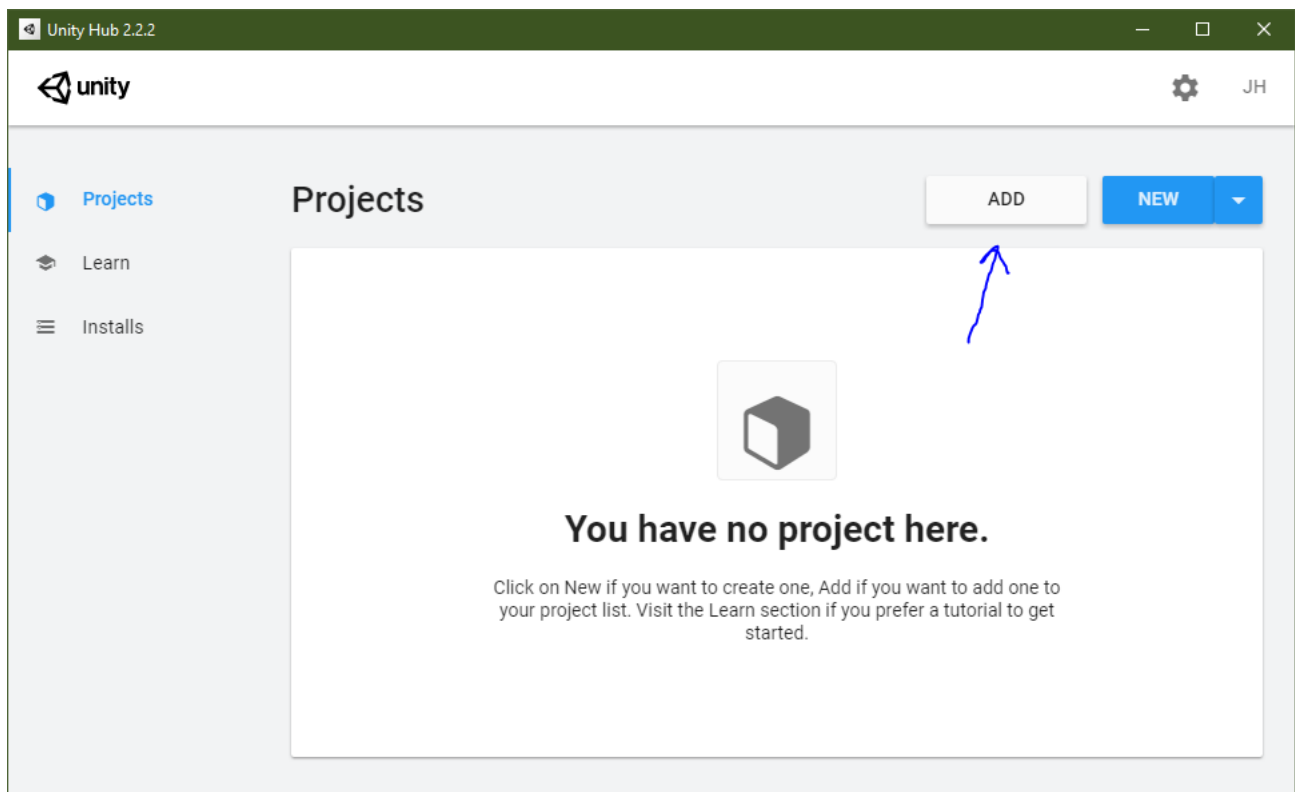 Unity Hub 2.2.2
unity
JH
Projects
Learn
Installs
Projects
ADD
NEW
You have no project here.
Click on New if you want to create one, Add if you want to add one to
your project list. Visit the Learn section if you prefer a tutorial to get
started.